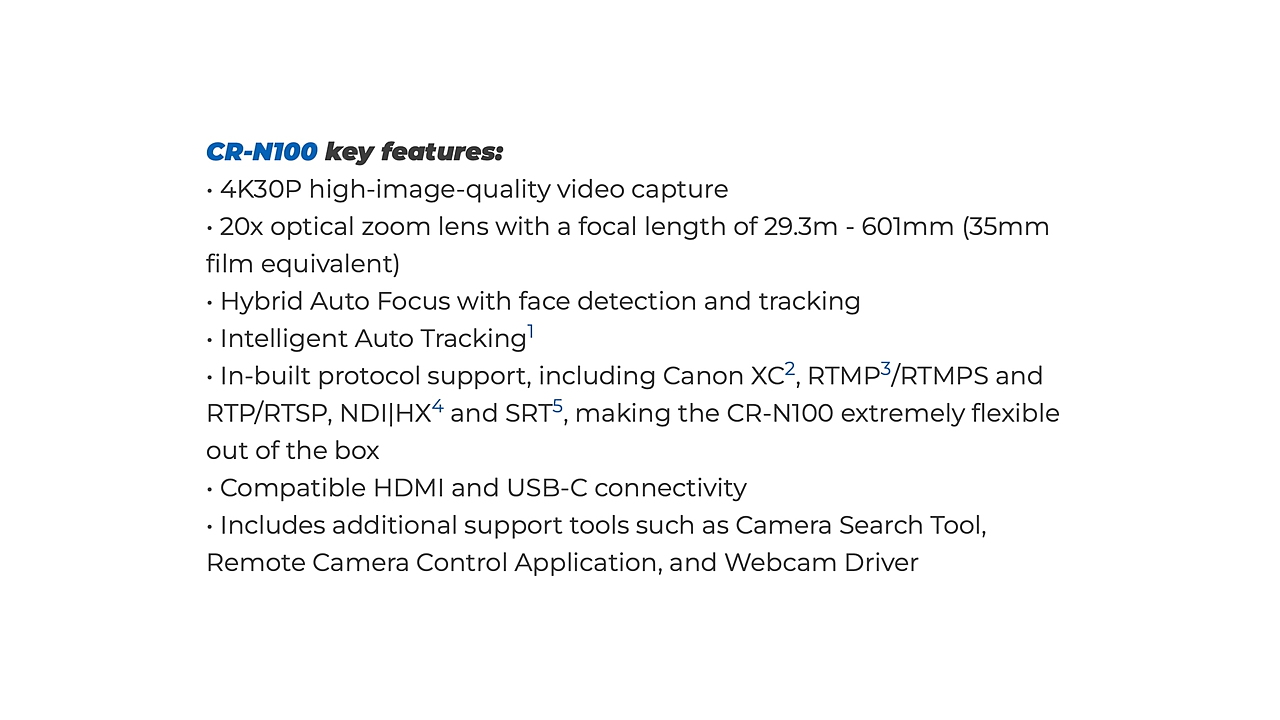 CR-N100 key features:
· 4K30P high-image-quality video capture
· 20x optical zoom lens with a focal length of 29.3m - 601mm (35mm
film equivalent)
· Hybrid Auto Focus with face detection and tracking
· Intelligent Auto Tracking1
· In-built protocol support, including Canon XC2, RTMP3/RTMPS and
RTP/RTSP, NDI|HX4 and SRT5, making the CR-N100 extremely flexible
out of the box
· Compatible HDMI and USB-C connectivity
· Includes additional support tools such as Camera Search Tool,
Remote Camera Control Application, and Webcam Driver